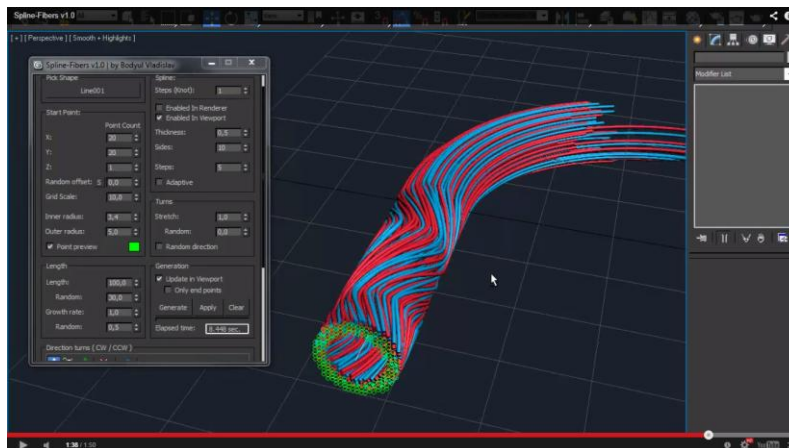 Spline-Fibers v1.0
[ + ] [ Perspective ] [ Smooth + Highlights ]
Spline-Fibers v1.0 | by Bodyul Vladislav
Pick Shape
Line001
Start Point:
Point Count
X: 20
Y: 20
Z: 1
Random offset: S 0,0
Grid Scale: 10,0
Inner radius: 3,4
Outer radius: 5,0
Point preview
Length
Length: 100,0
Random: 30,0
Growth rate: 1,0
Random: 0,5
Direction turns ( CW / CCW )
Spline:
Steps (Knot): 1
Enabled In Renderer
Enabled In Viewport
Thickness: 0,5
Sides: 10
Steps: 5
Adaptive
Turns
Stretch: 1,0
Random: 0,0
Random direction
Generation
Update in Viewport
Only end points
Generate Apply Clear
Elapsed time: 8.448 sec.
Modifier List
1:38 / 1:50
YouTube